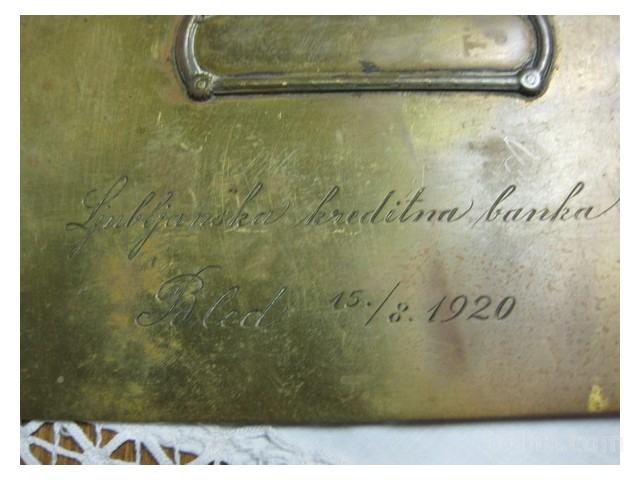 Ljubljanska kreditna banka
Bled 15./8. 1920